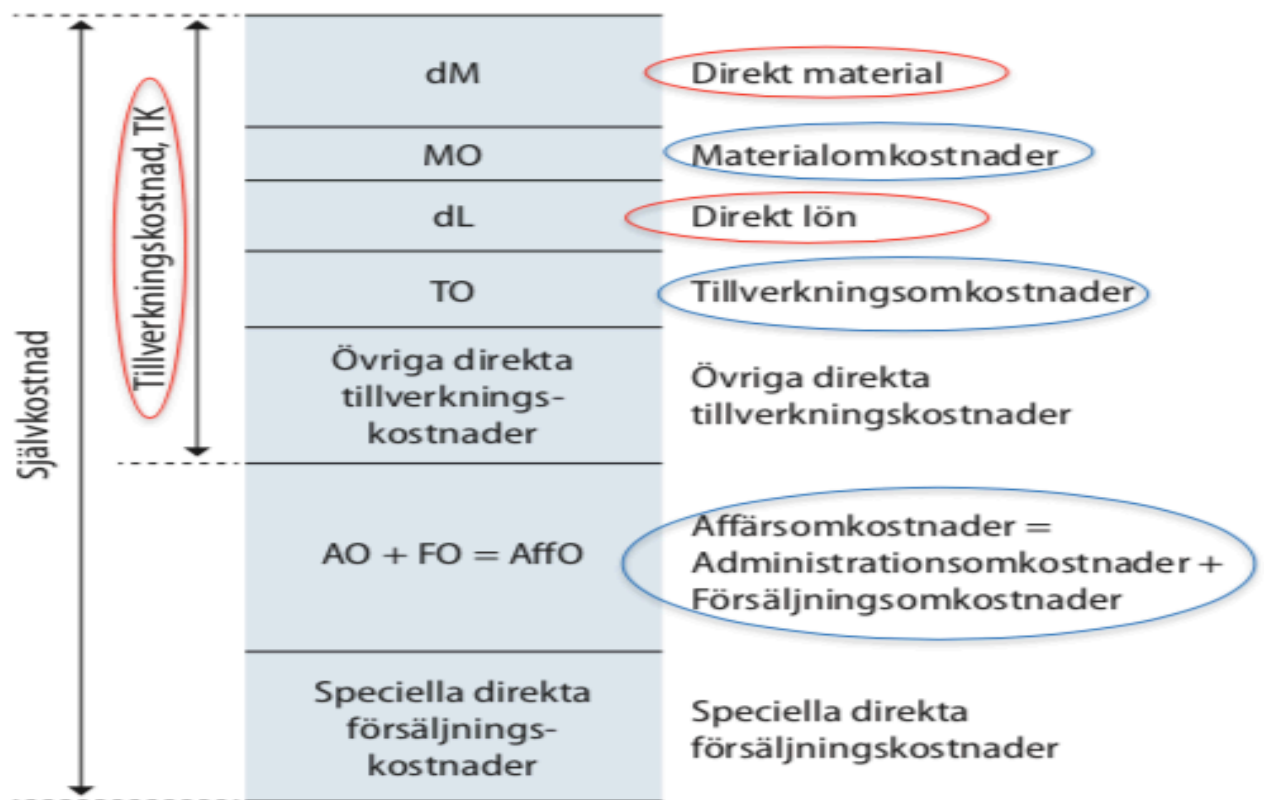 Självkostnad
Tillverkningskostnad, TK
dM
Direkt material
MO
Materialomkostnader
dL
Direkt lön
TO
Tillverkningsomkostnader
Övriga direkta
tillverknings-
kostnader
Övriga direkta
tillverkningskostnader
AO + FO = AffO
Affärsomkostnader =
Administrationsomkostnader +
Försäljningsomkostnader
Speciella direkta
försäljnings-
kostnader
Speciella direkta
försäljningskostnader